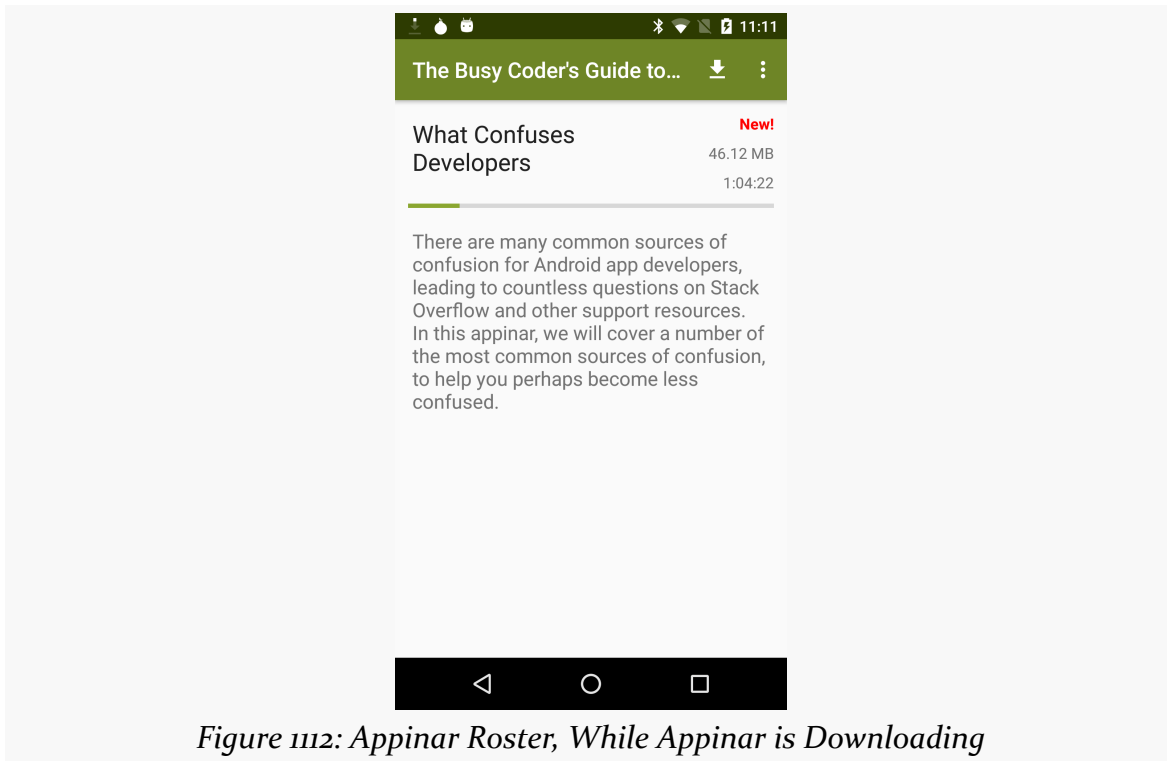 11:11
The Busy Coder's Guide to...
What Confuses
Developers
New!
46.12 MB
1:04:22
There are many common sources of
confusion for Android app developers,
leading to countless questions on Stack
Overflow and other support resources.
In this appinar, we will cover a number of
the most common sources of confusion,
to help you perhaps become less
confused.
Figure 1112: Appinar Roster, While Appinar is Downloading